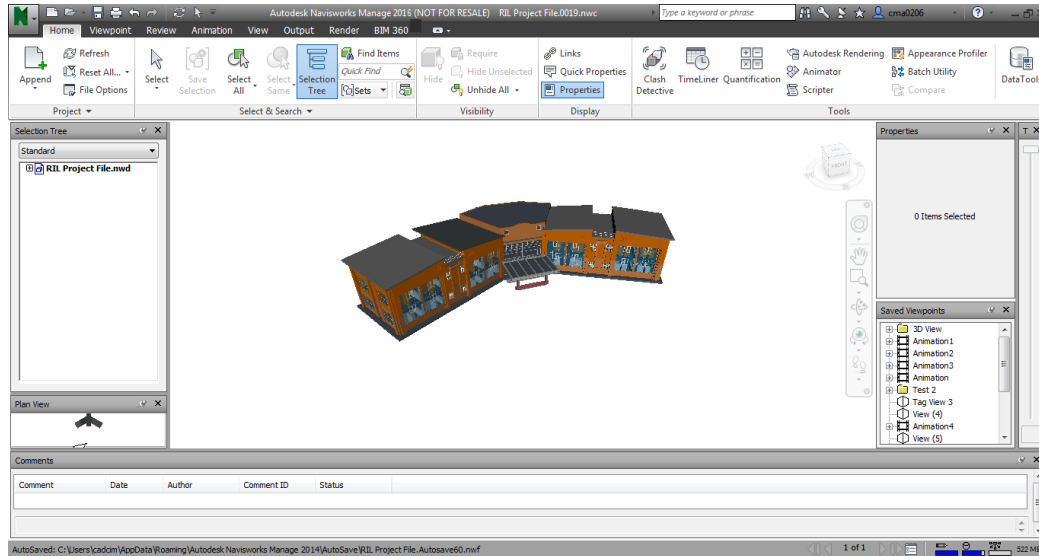 Autodesk Navisworks Manage 2016 (NOT FOR RESALE) RIL Project File.0019.nwc
Type a keyword or phrase
cma0206
Home Viewpoint Review Animation View Output Render BIM 360
Append
Refresh
Reset All...
File Options
Project
Select
Save Selection
Select All
Select Same
Selection Tree
Find Items
Quick Find
Sets
Select & Search
Hide
Require
Hide Unselected
Unhide All
Visibility
Links
Quick Properties
Properties
Display
Clash Detective
TimeLiner
Quantification
Autodesk Rendering
Animator
Scripter
Appearance Profiler
Batch Utility
Compare
Tools
DataTools
Selection Tree
Standard
RIL Project File.nwd
Plan View
FRONT
Properties
T
0 Items Selected
Saved Viewpoints
3D View
Animation1
Animation2
Animation3
Animation
Test 2
Tag View 3
View (4)
Animation4
View (5)
Comments
Comment Date Author Comment ID Status
AutoSaved: C:\Users\cadcim\AppData\Roaming\Autodesk Navisworks Manage 2014\AutoSave\RIL Project File.Autosave60.nwf
1 of 1
522 MB